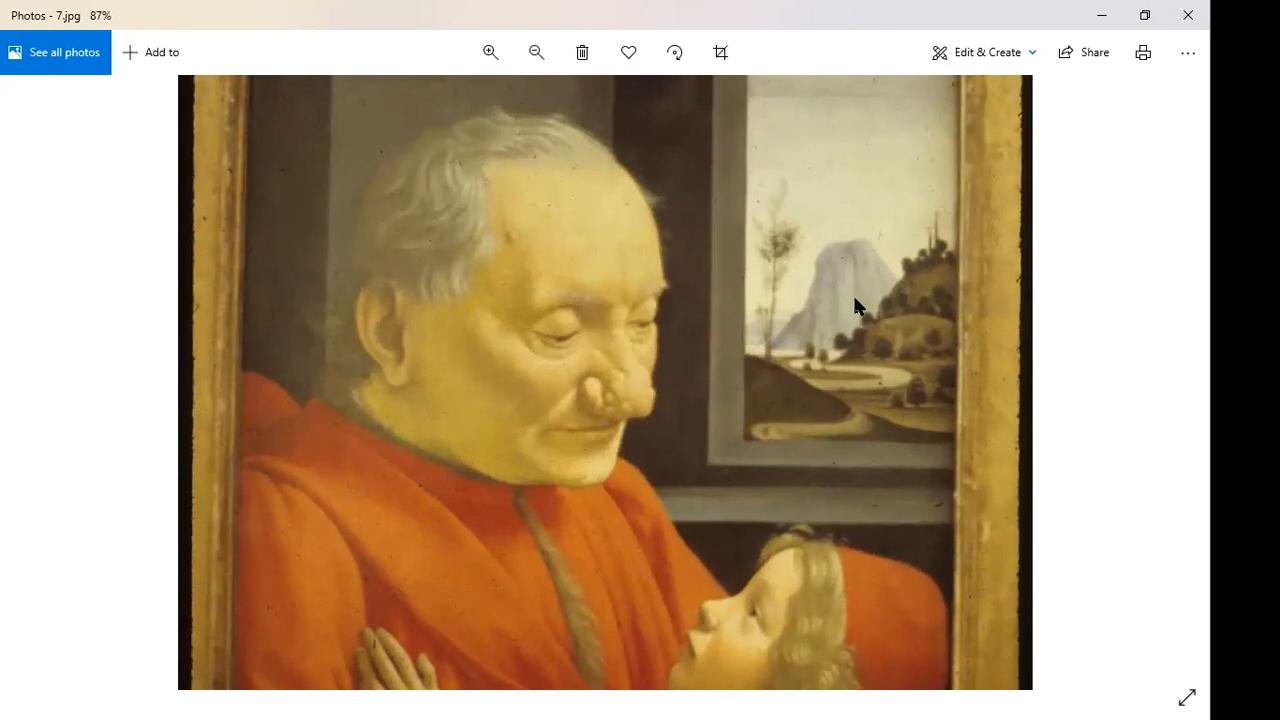 Photos - 7.jpg 87%
See all photos
Add to
Edit & Create
Share